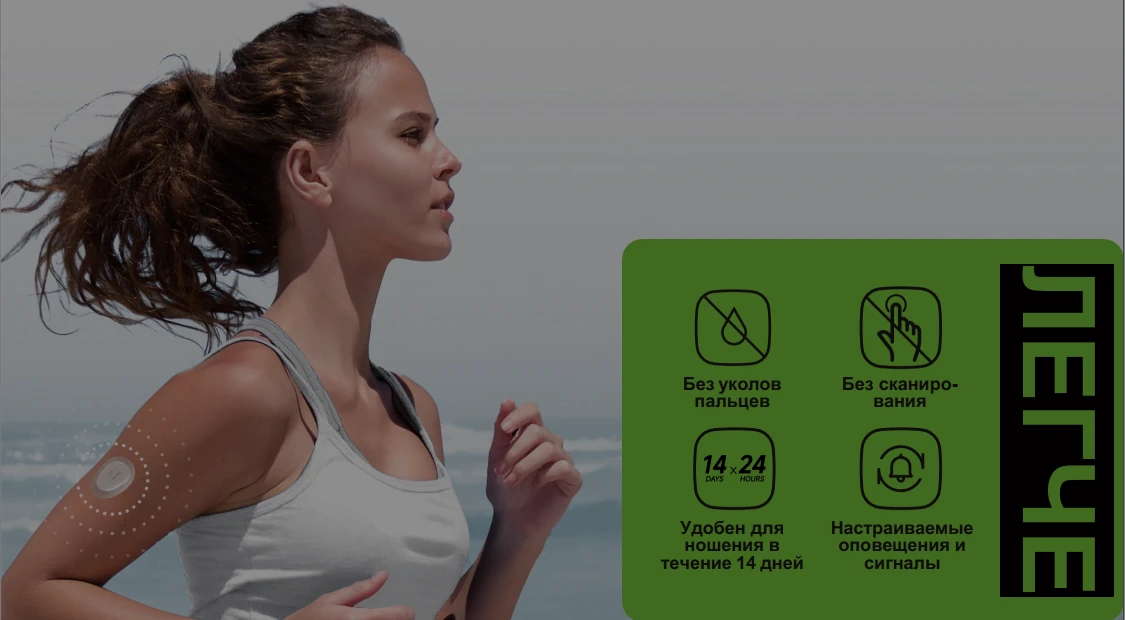 Без уколов
пальцев
Без сканиро-
вания
14 x 24
DAYS HOURS
Удобен для
ношения в
течение 14 дней
Настраиваемые
оповещения и
сигналы
ЛЕГЧЕ